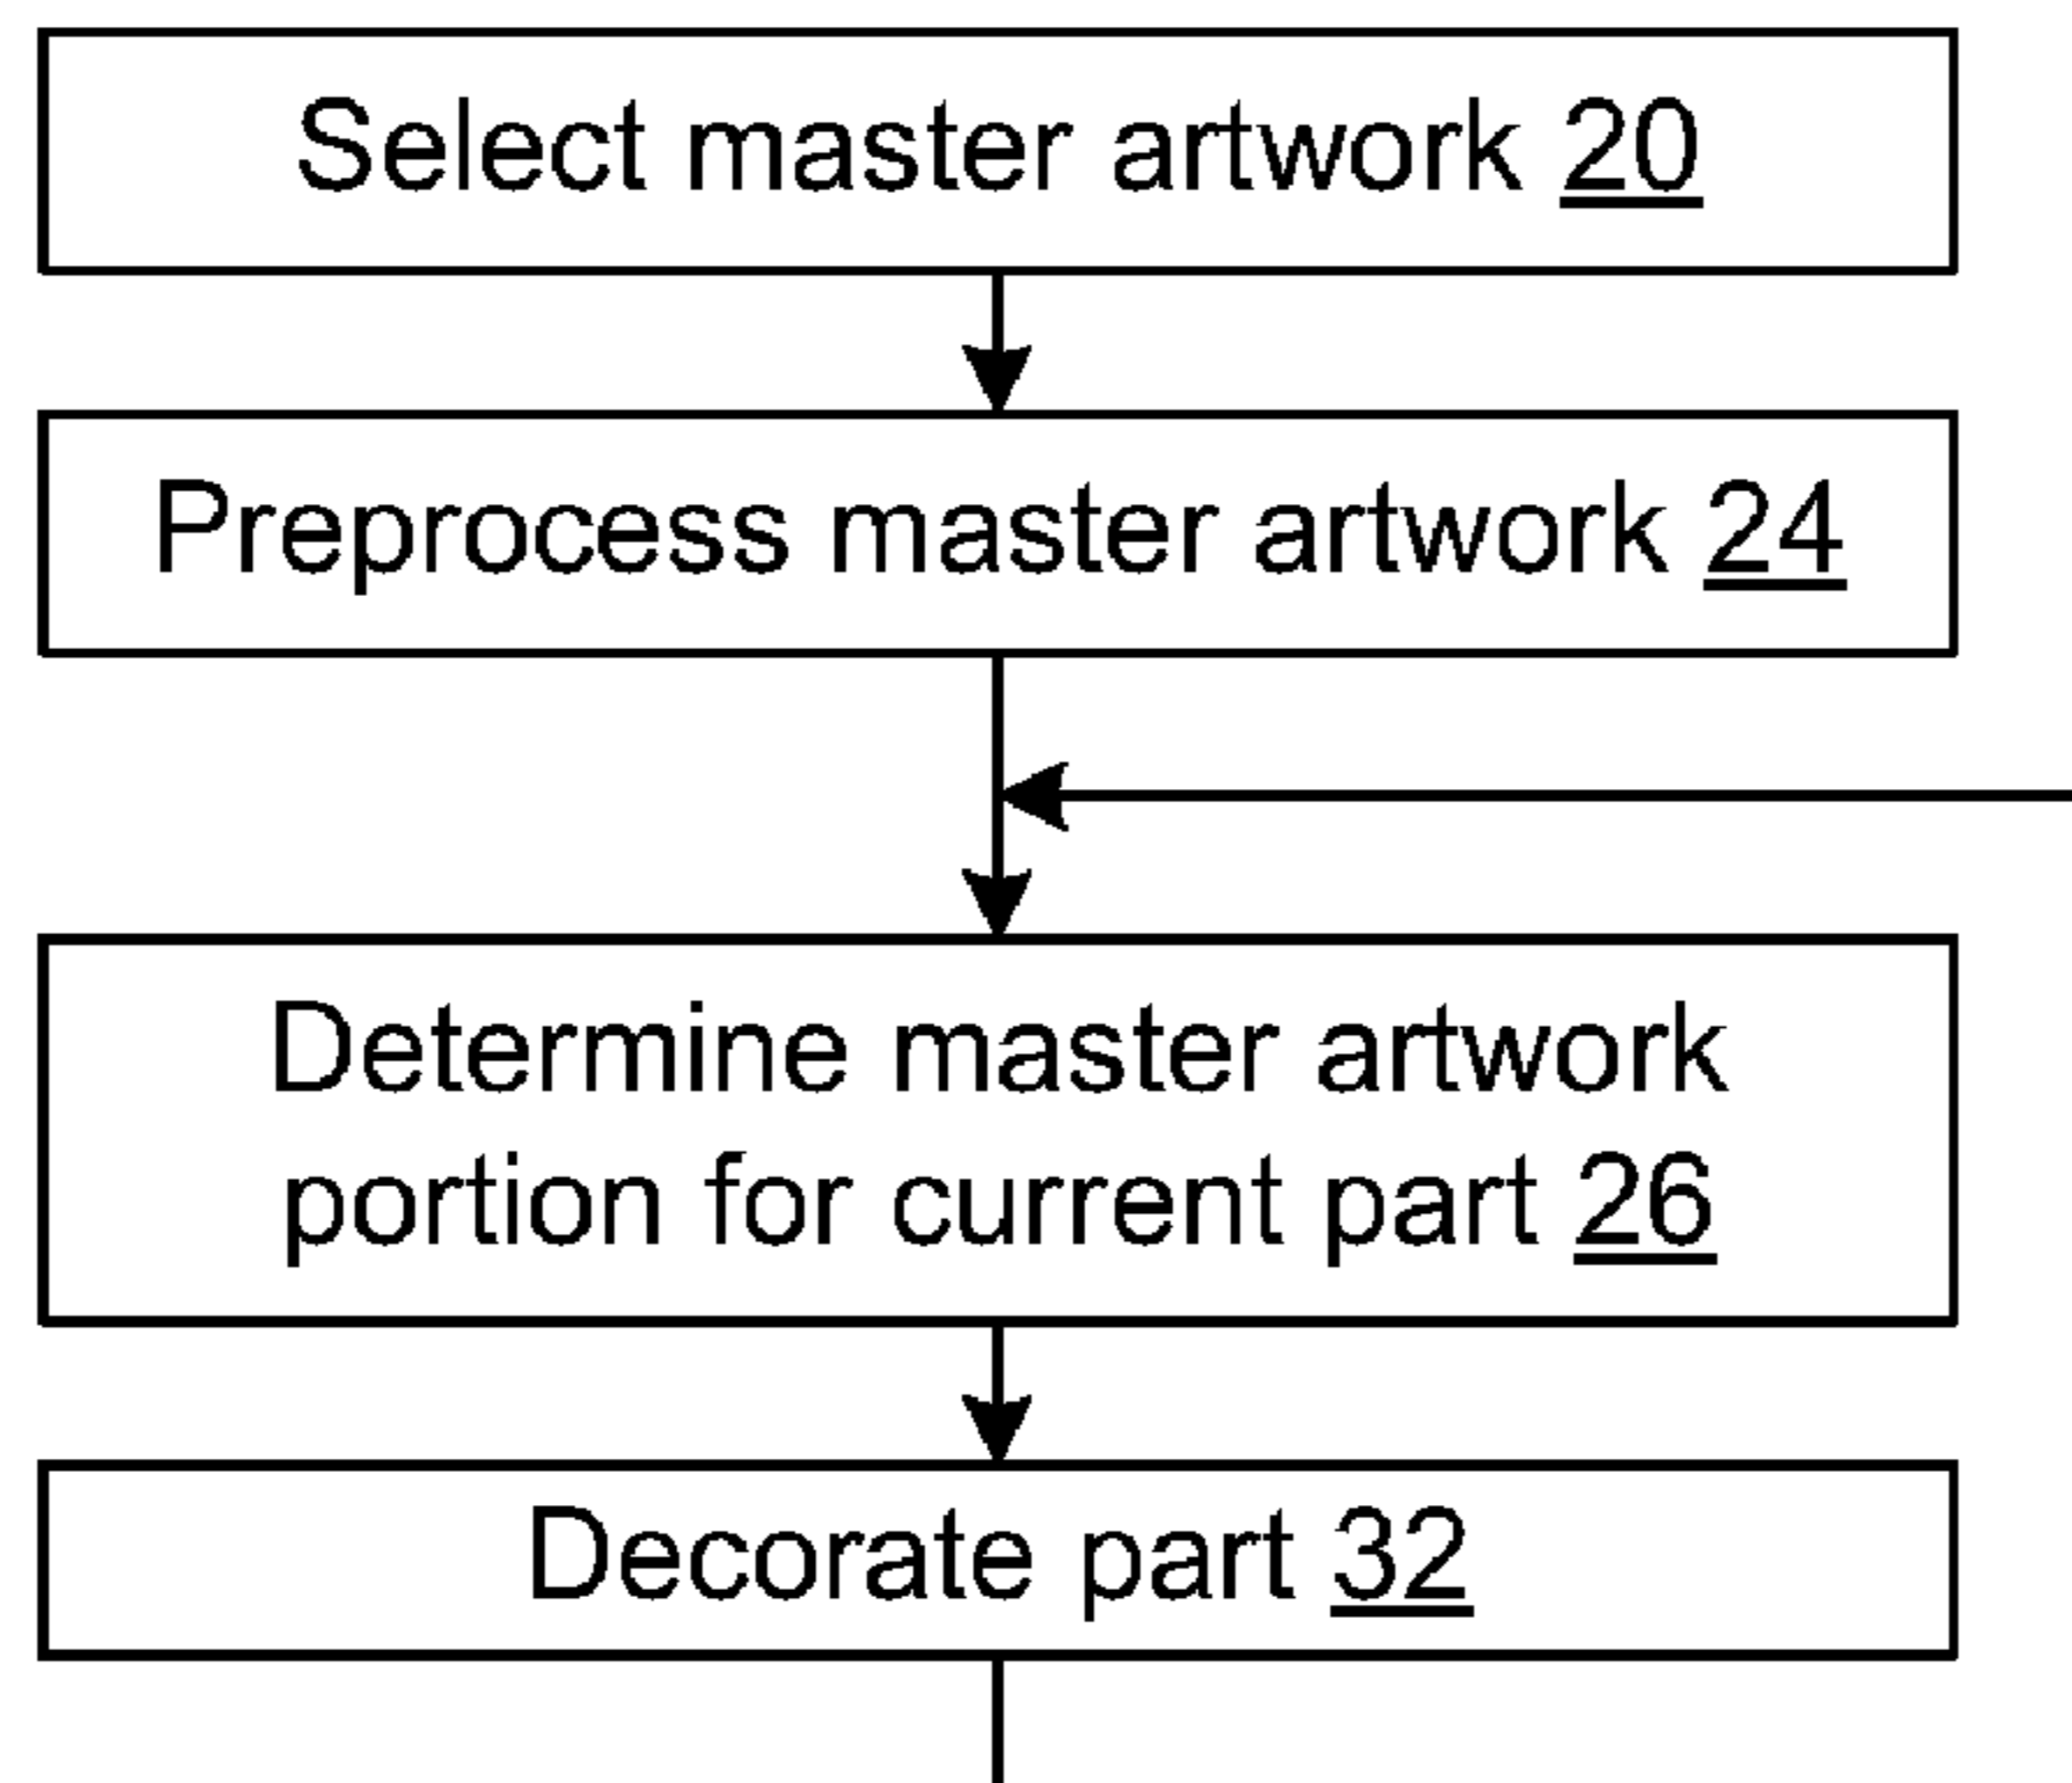 Select master artwork 20
Preprocess master artwork 24
Determine master artwork
portion for current part 26
Decorate part 32